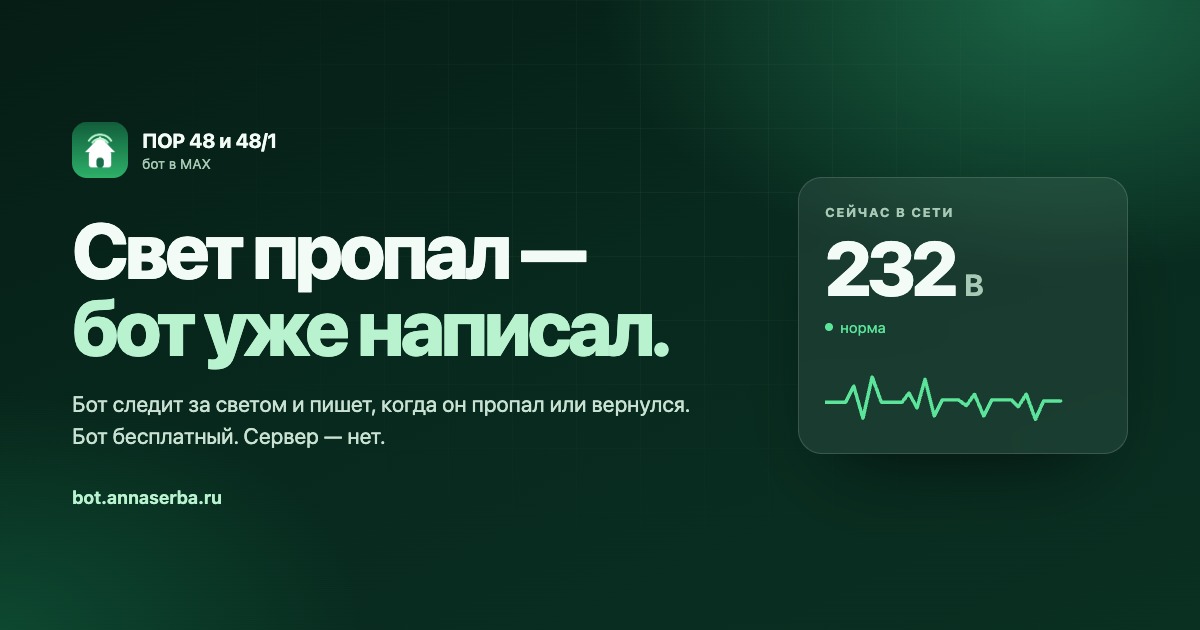 ПОР 48 и 48/1
бот в MAX
Свет пропал —
бот уже написал.
Бот следит за светом и пишет, когда он пропал или вернулся.
Бот бесплатный. Сервер — нет.
bot.annaserba.ru
СЕЙЧАС В СЕТИ
232 В
норма